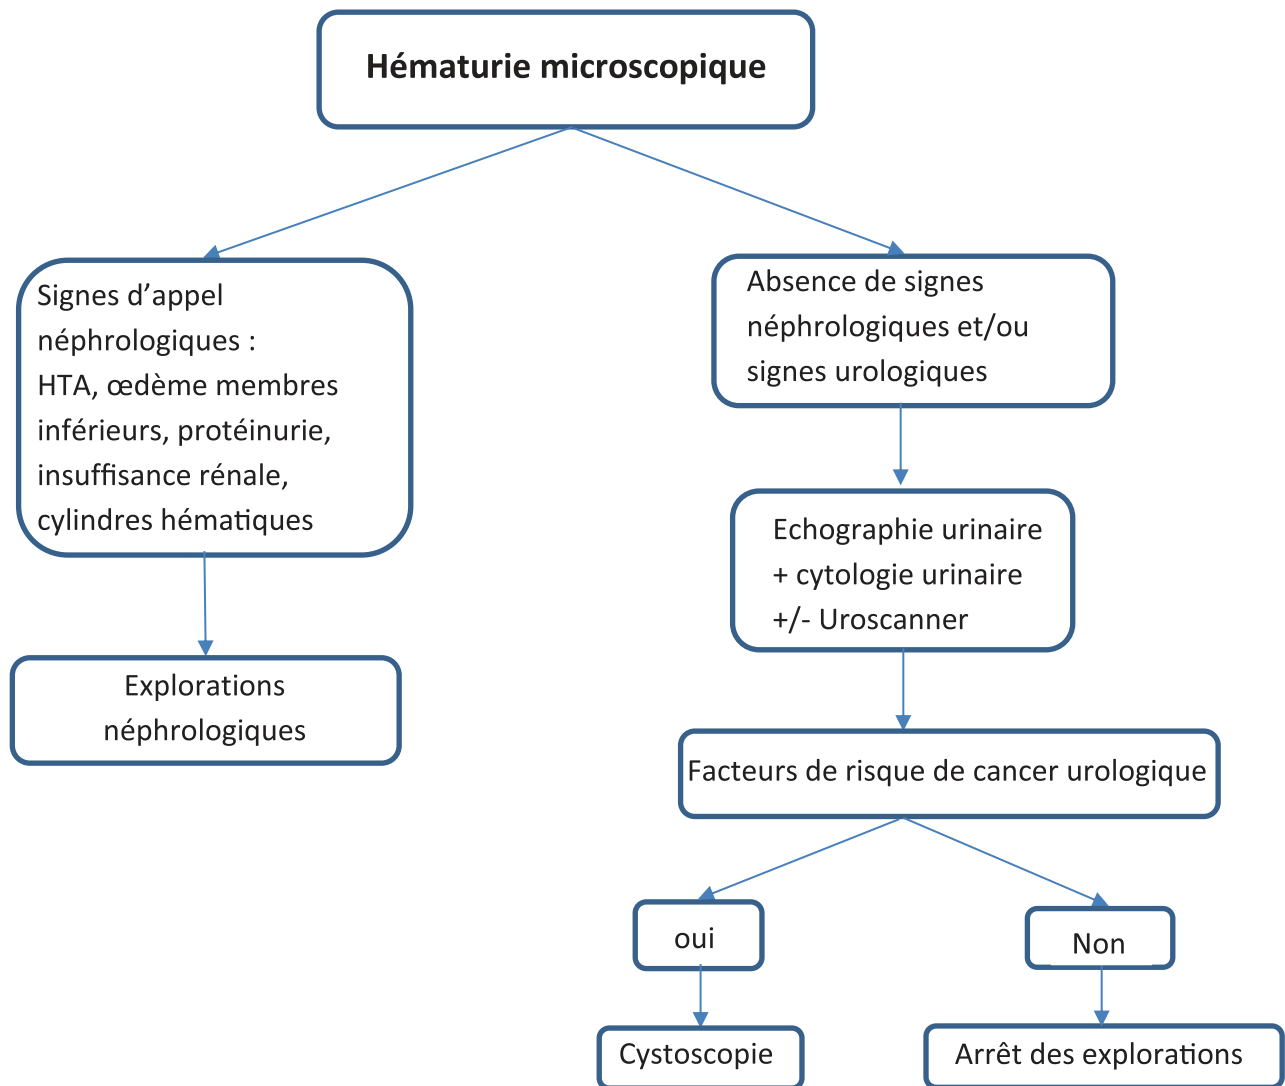 Hématurie microscopique
Signes d’appel
néphrologiques :
HTA, œdème membres
inférieurs, protéinurie,
insuffisance rénale,
cylindres hématiques
Explorations
néphrologiques
Absence de signes
néphrologiques et/ou
signes urologiques
Echographie urinaire
+ cytologie urinaire
+/- Uroscanner
Facteurs de risque de cancer urologique
oui
Non
Cystoscopie
Arrêt des explorations